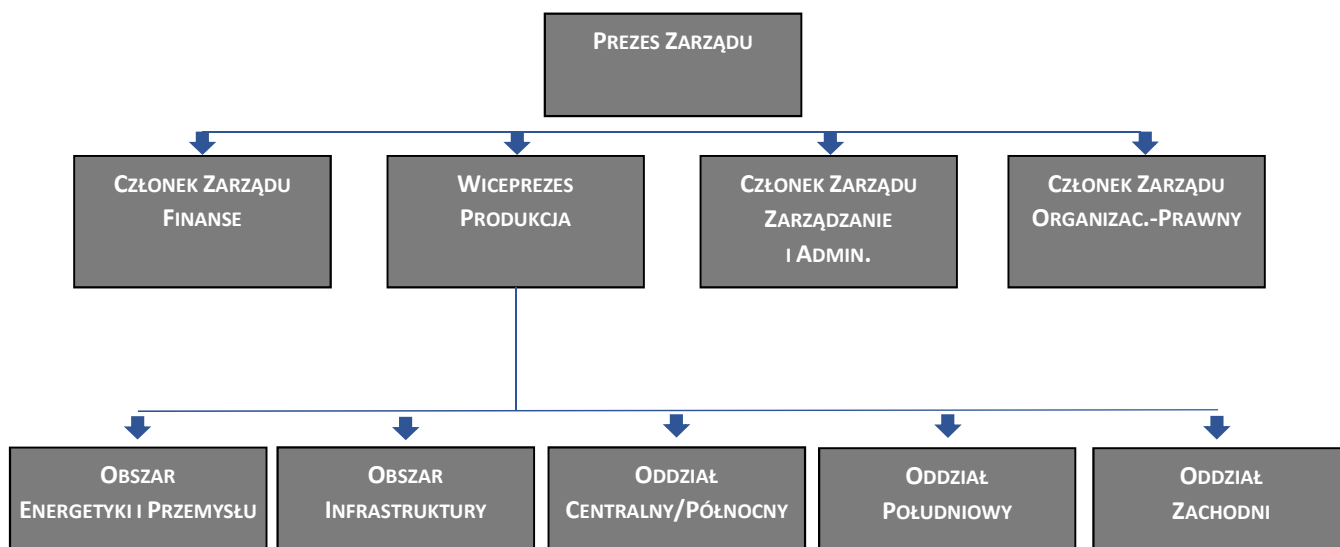 PREZES ZARZĄDU
CZŁONEK ZARZĄDU
FINANSE
WICEPREZES
PRODUKCJA
CZŁONEK ZARZĄDU
ZARZĄDZANIE
I ADMIN.
CZŁONEK ZARZĄDU
ORGANIZAC.-PRAWNY
OBSZAR
ENERGETYKI I PRZEMYSŁU
OBSZAR
INFRASTRUKTURY
ODDZIAŁ
CENTRALNY/PÓŁNOCNY
ODDZIAŁ
POŁUDNIOWY
ODDZIAŁ
ZACHODNI